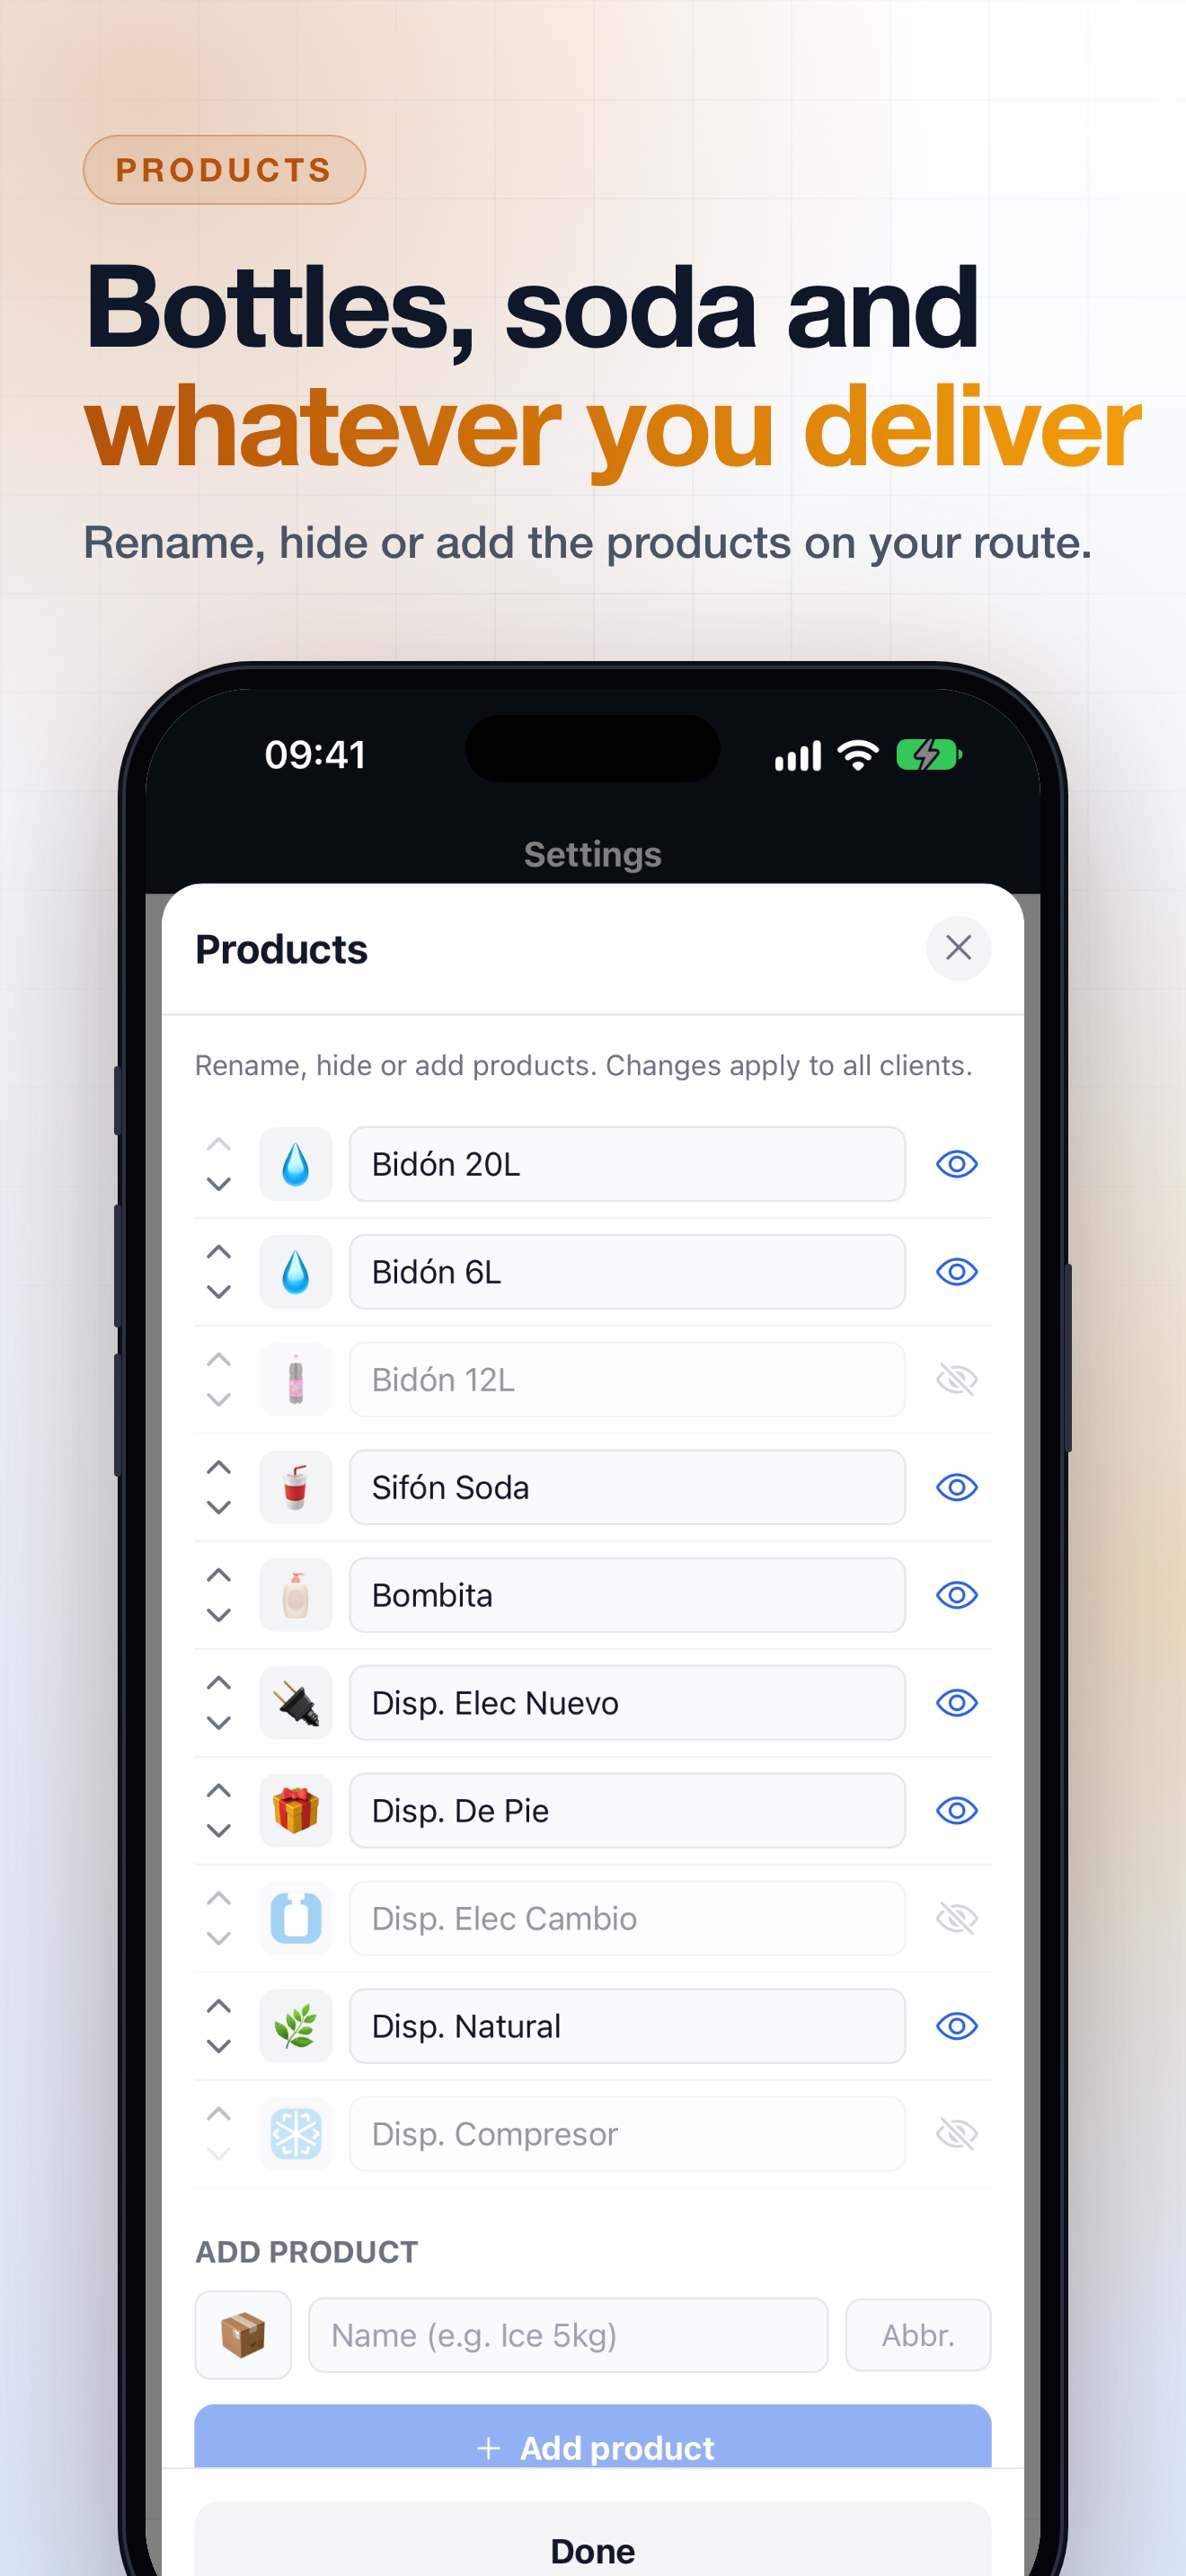 PRODUCTS
Bottles, soda and
whatever you deliver
Rename, hide or add the products on your route.
09:41
Settings
Products
Rename, hide or add products. Changes apply to all clients.
Bidón 20L
Bidón 6L
Bidón 12L
Sifón Soda
Bombita
Disp. Elec Nuevo
Disp. De Pie
Disp. Elec Cambio
Disp. Natural
Disp. Compresor
ADD PRODUCT
Name (e.g. Ice 5kg) Abbr.
+ Add product
Done